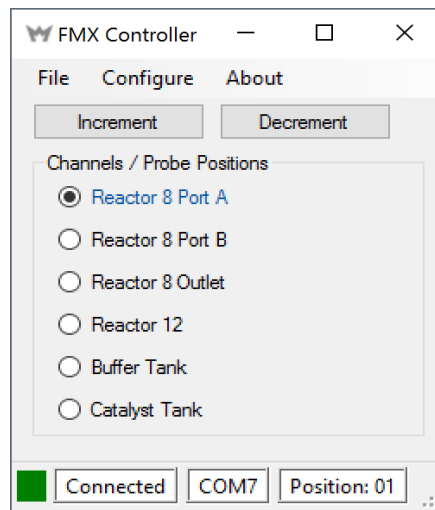 FMX Controller
File Configure About
Increment Decrement
Channels / Probe Positions
Reactor 8 Port A
Reactor 8 Port B
Reactor 8 Outlet
Reactor 12
Buffer Tank
Catalyst Tank
Connected COM7 Position: 01